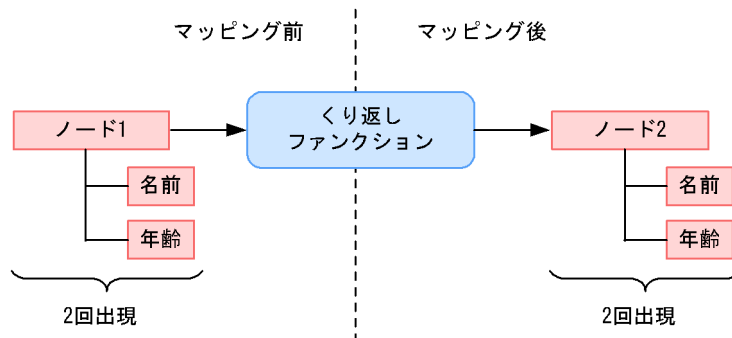 マッピング前
マッピング後
くり返し
ファンクション
ノード1
名前
年齢
2回出現
ノード2
名前
年齢
2回出現